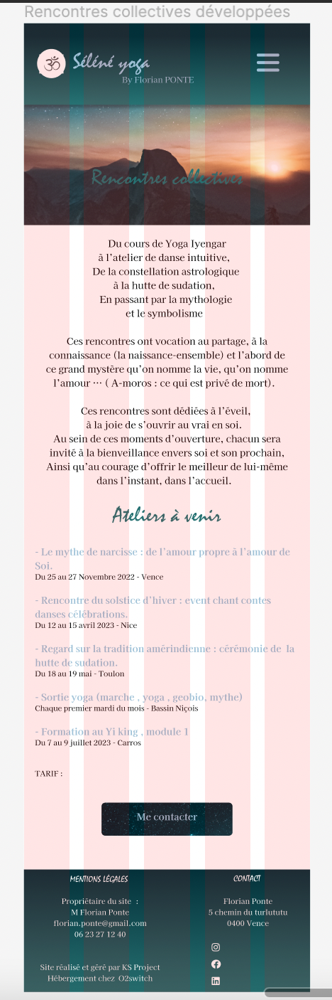 Rencontres collectives développées
ૐ
Séléné yoga
By Florian PONTE
Rencontres collectives
Du cours de Yoga Iyengar
à l'atelier de danse intuitive,
De la constellation astrologique
à la hutte de sudation,
En passant par la mythologie
et le symbolisme
Ces rencontres ont vocation au partage, à la
connaissance (la naissance-ensemble) et l'abord de
ce grand mystère qu'on nomme la vie, qu'on nomme
l'amour ··· ( A-moros : ce qui est privé de mort).
Ces rencontres sont dédiées à l'éveil,
à la joie de s'ouvrir au vrai en soi.
Au sein de ces moments d'ouverture, chacun sera
invité à la bienveillance envers soi et son prochain,
Ainsi qu'au courage d'offrir le meilleur de lui-même
dans l'instant, dans l'accueil.
Ateliers à venir
- Le mythe de narcisse : de l'amour propre à l'amour de
Soi.
Du 25 au 27 Novembre 2022 - Vence
- Rencontre du solstice d'hiver : event chant contes
danses célébrations.
Du 12 au 15 avril 2023 - Nice
- Regard sur la tradition amérindienne : cérémonie de  la
hutte de sudation.
Du 18 au 19 mai - Toulon
- Sortie yoga (marche , yoga , geobio, mythe)
Chaque premier mardi du mois - Bassin Niçois
- Formation au Yi king , module 1
Du 7 au 9 juillet 2023 - Carros
TARIF :
Me contacter
MENTIONS LÉGALES
Propriétaire du site  :
M Florian Ponte
florian.ponte@gmail.com
06 23 27 12 40
Site réalisé et géré par KS Project
Hébergement chez  O2switch
CONTACT
Florian Ponte
5 chemin du turlututu
0400 Vence